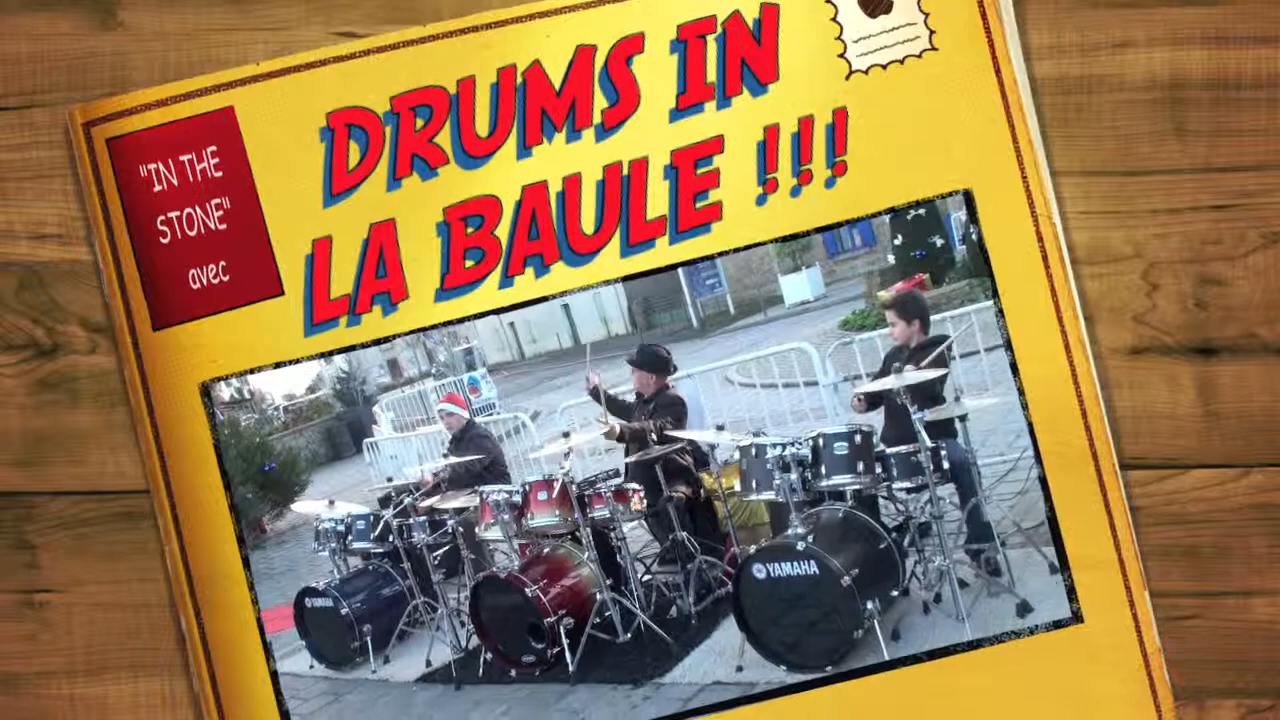 DRUMS IN
LA BAULE !!!
"IN THE
STONE"
avec
YAMAHA
YAMAHA